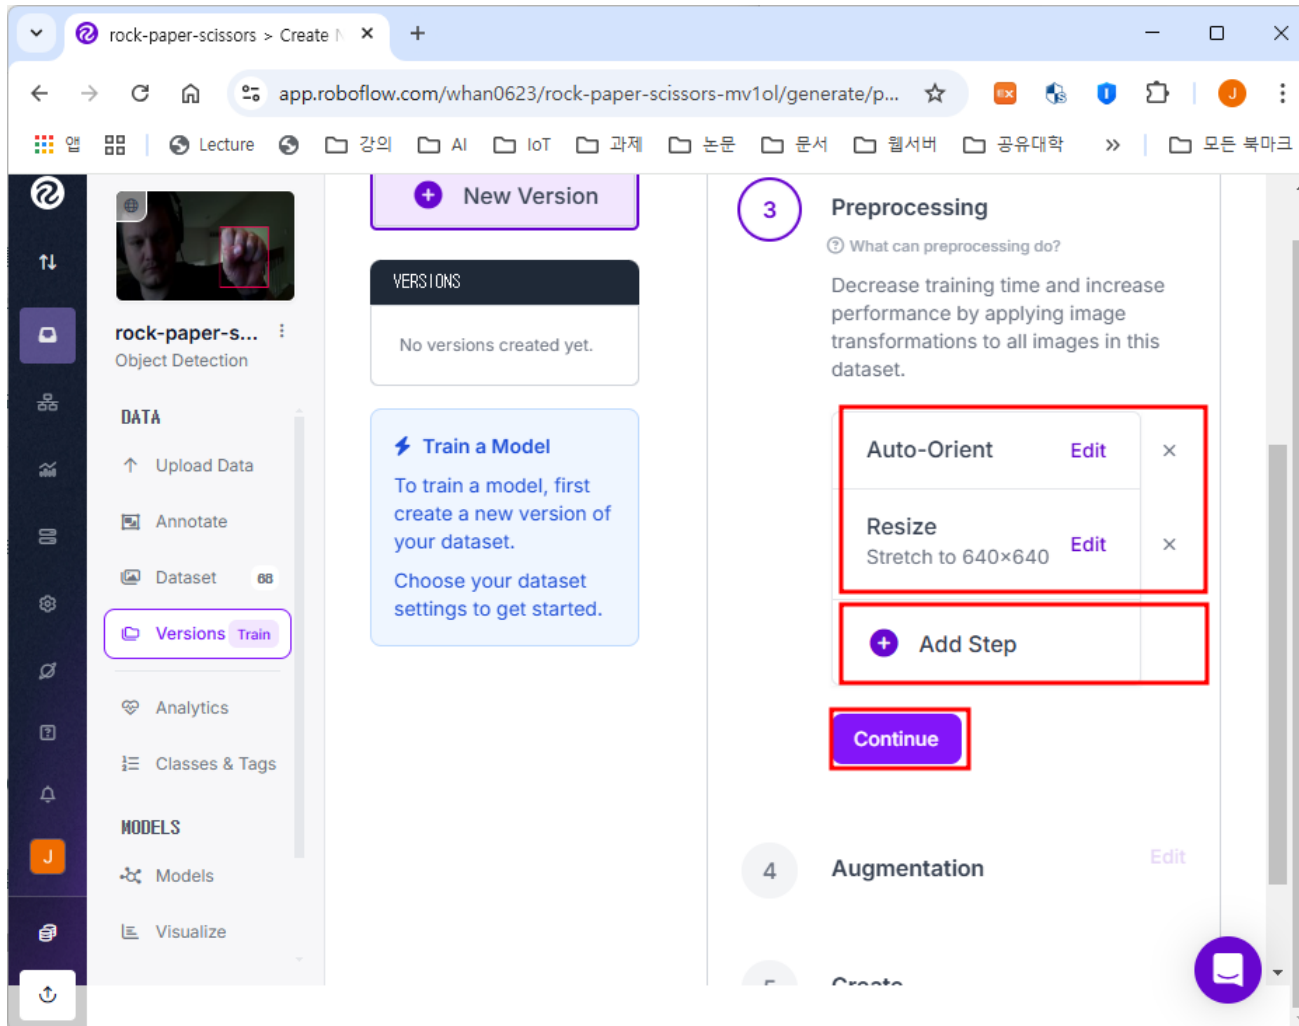 rock-paper-scissors > Create N
app.roboflow.com/whan0623/rock-paper-scissors-mv1ol/generate/p...
J
앱
Lecture
강의
AI
IoT
과제
논문
문서
웹서버
공유대학
»
모든 북마크
rock-paper-s...
Object Detection
DATA
Upload Data
Annotate
Dataset 68
Versions Train
Analytics
Classes & Tags
MODELS
Models
Visualize
J
New Version
VERSIONS
No versions created yet.
Train a Model
To train a model, first
create a new version of
your dataset.
Choose your dataset
settings to get started.
3 Preprocessing
What can preprocessing do?
Decrease training time and increase
performance by applying image
transformations to all images in this
dataset.
Auto-Orient Edit ×
Resize
Stretch to 640×640 Edit ×
Add Step
Continue
4 Augmentation Edit
5 Create